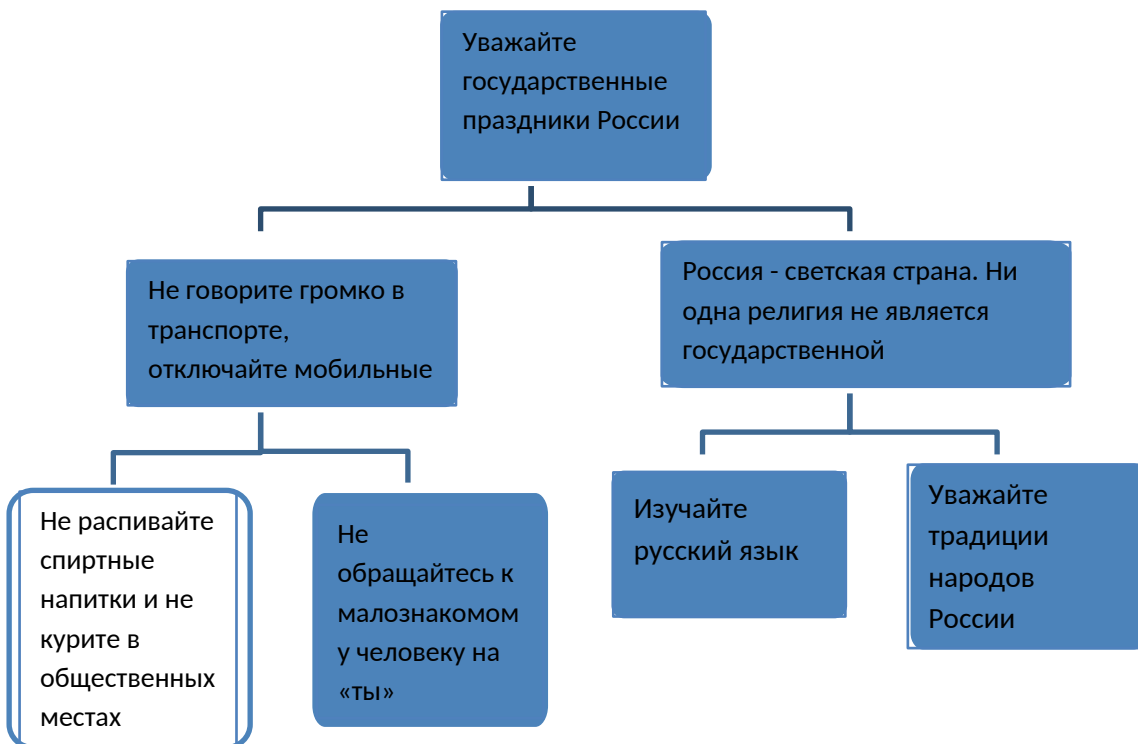 Уважайте
государственные
праздники России
Не говорите громко в
транспорте,
отключайте мобильные
Россия - светская страна. Ни
одна религия не является
государственной
Не распивайте
спиртные
напитки и не
курите в
общественных
местах
Не
обращайтесь к
малознакомом
у человеку на
«ты»
Изучайте
русский язык
Уважайте
традиции
народов
России